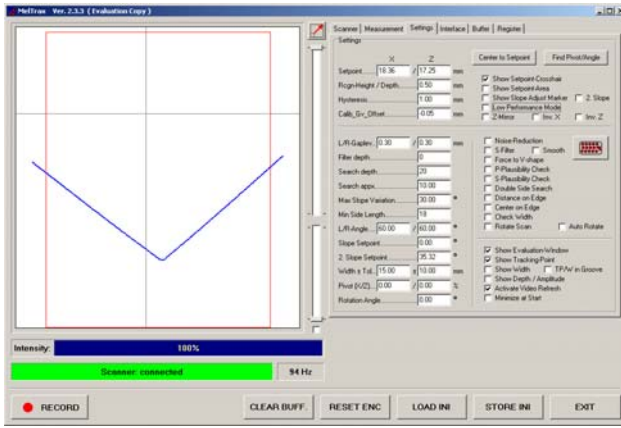 MelTrax Ver. 2.3.3 ( Evaluation Copy )
Scanner Measurement Settings Interface Buffer Register
Settings
X Z
Setpoint 18.36 / 17.25 mm
Center to Setpoint Find Pivot/Angle
Rcgn-Height / Depth 0.50 mm
Hysteresis 1.00 mm
Calib_Gv_Offset -0.05 mm
Show Setpoint-Crosshair
Show Setpoint-Area
Show Slope Adjust Marker 2. Slope
Low Performance Mode
Z-Mirror Inv. X Inv. Z
L/R-Gaplev. 0.30 / 0.30 mm
Filter depth 0
Search depth 20
Search appx. 10.00
Max Slope Variation 30.00 °
Min Side Length 18
L/R-Angle 60.00 / 60.00 °
Slope Setpoint 0.00 °
2. Slope Setpoint 35.32 °
Width ± Tol. 15.00 ± 10.00 mm
Pivot (X/Z) 0.00 / 0.00 %
Rotation Angle 0.00 °
Noise-Reduction
S-Filter Smooth
Force to V-shape
P-Plausibility Check
S-Plausibility Check
Double Side Search
Distance on Edge
Center on Edge
Check Width
Rotate Scan Auto Rotate
Show Evaluation-Window
Show Tracking-Point
Show Width TP/W in Groove
Show Depth / Amplitude
Activate Video Refresh
Minimize at Start
Intensity: 100%
Scanner: connected 94 Hz
RECORD CLEAR BUFF. RESET ENC LOAD INI STORE INI EXIT